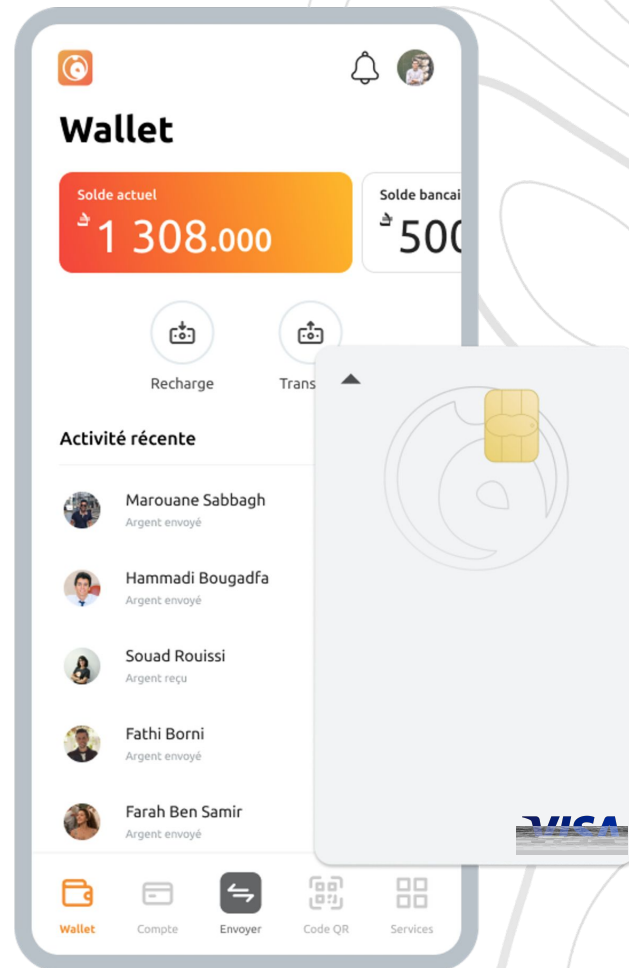 Wallet
Solde actuel
1 308.000
Solde bancai
500
Recharge
Trans
Activité récente
Marouane Sabbagh
Argent envoyé
Hammadi Bougadfa
Argent envoyé
Souad Rouissi
Argent reçu
Fathi Borni
Argent envoyé
Farah Ben Samir
Argent envoyé
VISA
Wallet
Compte
Envoyer
Code QR
Services